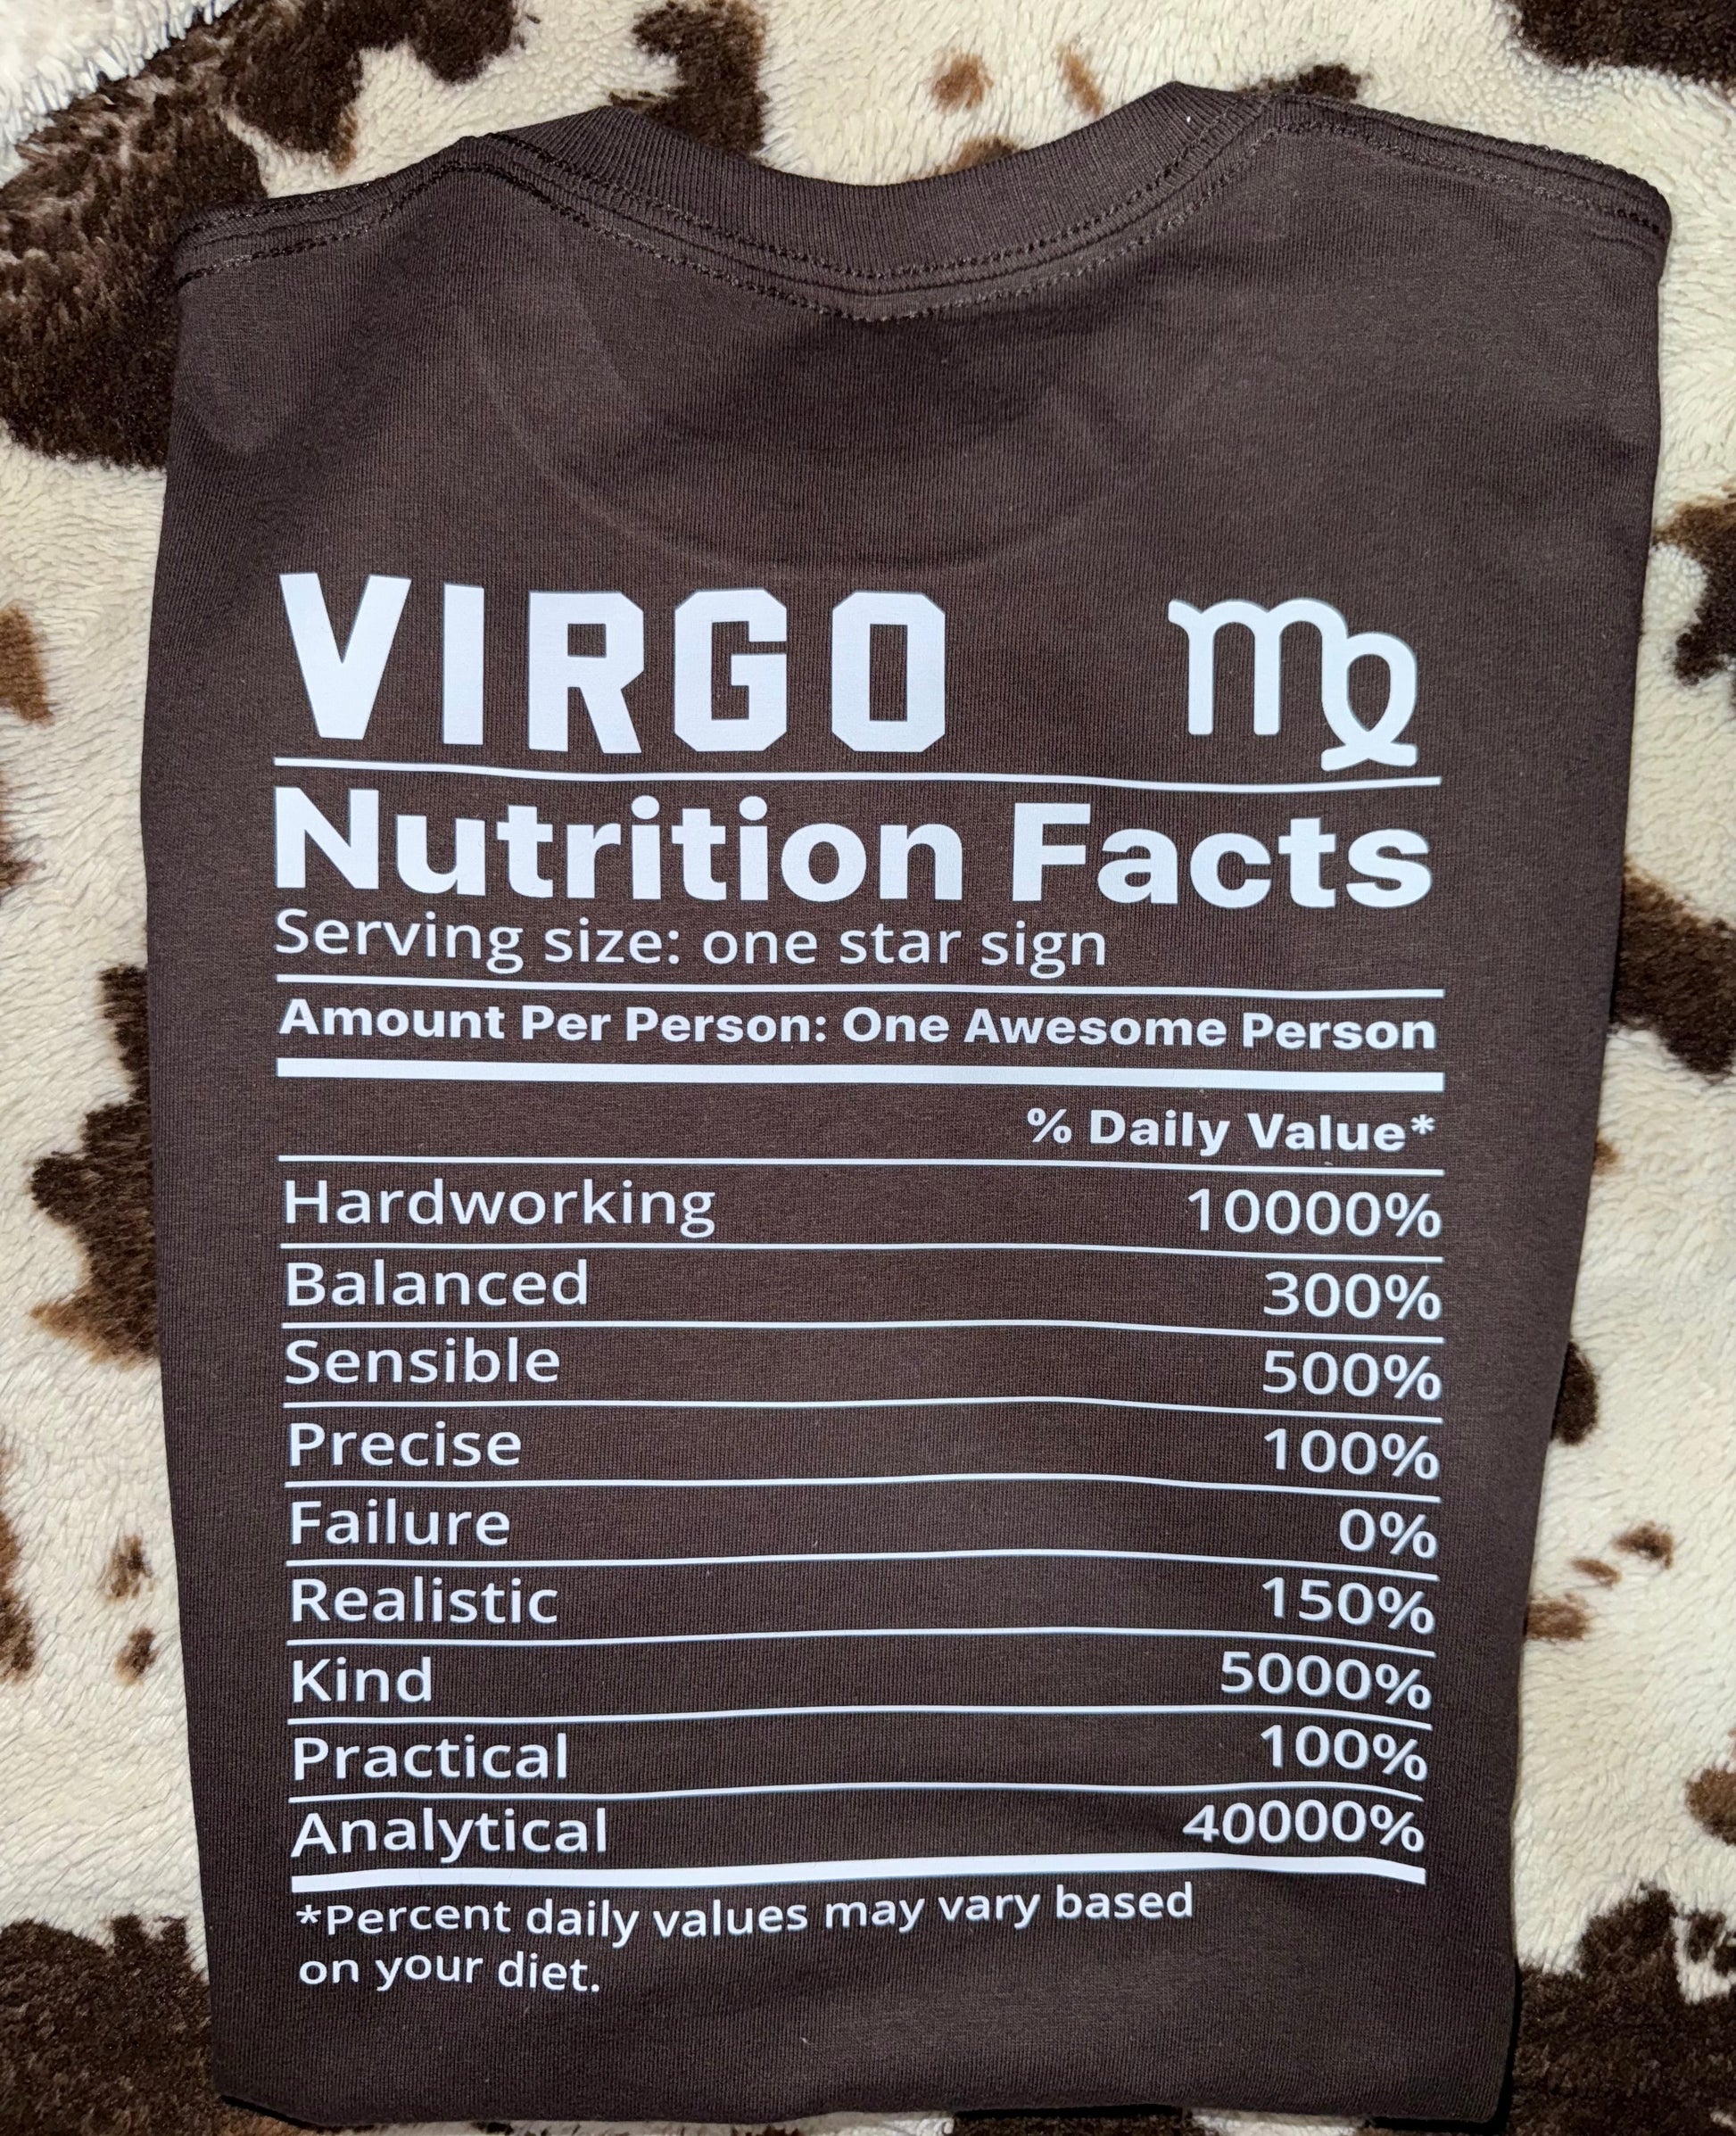 VIRGO ♍
Nutrition Facts
Serving size: one star sign
Amount Per Person: One Awesome Person
% Daily Value*
Hardworking 10000%
Balanced 300%
Sensible 500%
Precise 100%
Failure 0%
Realistic 150%
Kind 5000%
Practical 100%
Analytical 40000%
*Percent daily values may vary based
on your diet.